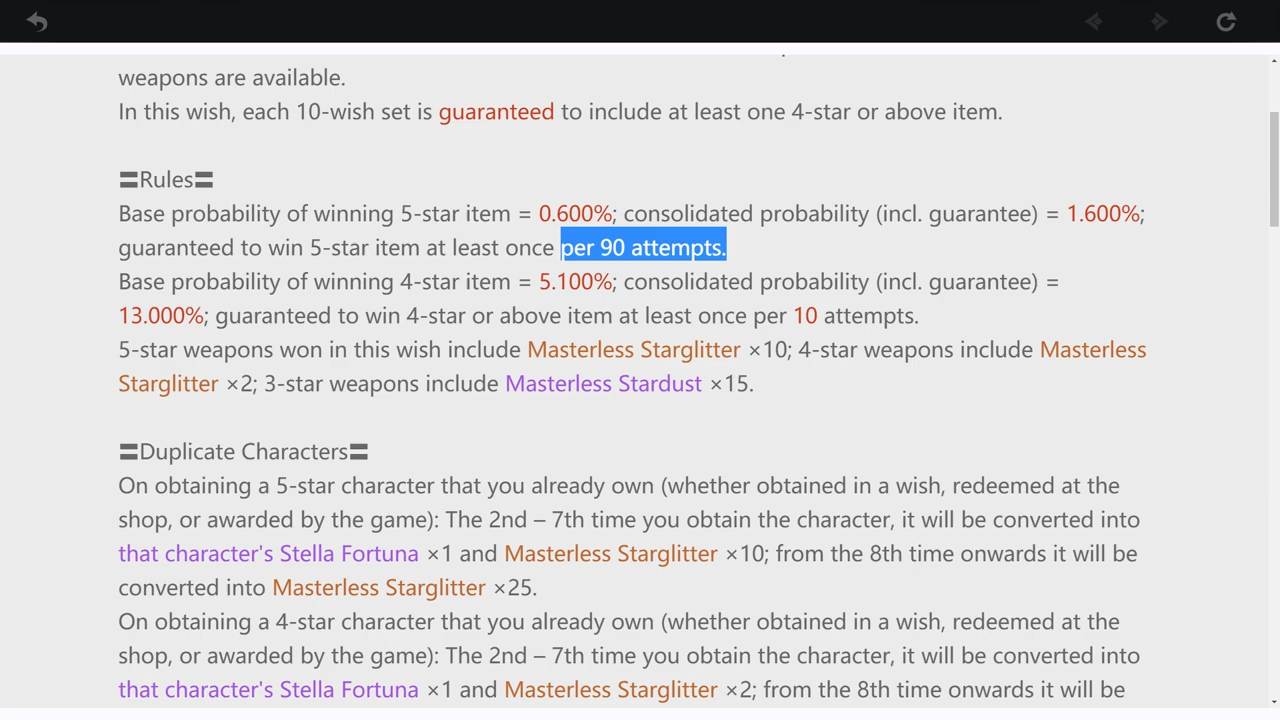 weapons are available.
In this wish, each 10-wish set is guaranteed to include at least one 4-star or above item.
〓Rules〓
Base probability of winning 5-star item = 0.600%; consolidated probability (incl. guarantee) = 1.600%;
guaranteed to win 5-star item at least once per 90 attempts.
Base probability of winning 4-star item = 5.100%; consolidated probability (incl. guarantee) =
13.000%; guaranteed to win 4-star or above item at least once per 10 attempts.
5-star weapons won in this wish include Masterless Starglitter ×10; 4-star weapons include Masterless
Starglitter ×2; 3-star weapons include Masterless Stardust ×15.
〓Duplicate Characters〓
On obtaining a 5-star character that you already own (whether obtained in a wish, redeemed at the
shop, or awarded by the game): The 2nd – 7th time you obtain the character, it will be converted into
that character's Stella Fortuna ×1 and Masterless Starglitter ×10; from the 8th time onwards it will be
converted into Masterless Starglitter ×25.
On obtaining a 4-star character that you already own (whether obtained in a wish, redeemed at the
shop, or awarded by the game): The 2nd – 7th time you obtain the character, it will be converted into
that character's Stella Fortuna ×1 and Masterless Starglitter ×2; from the 8th time onwards it will be